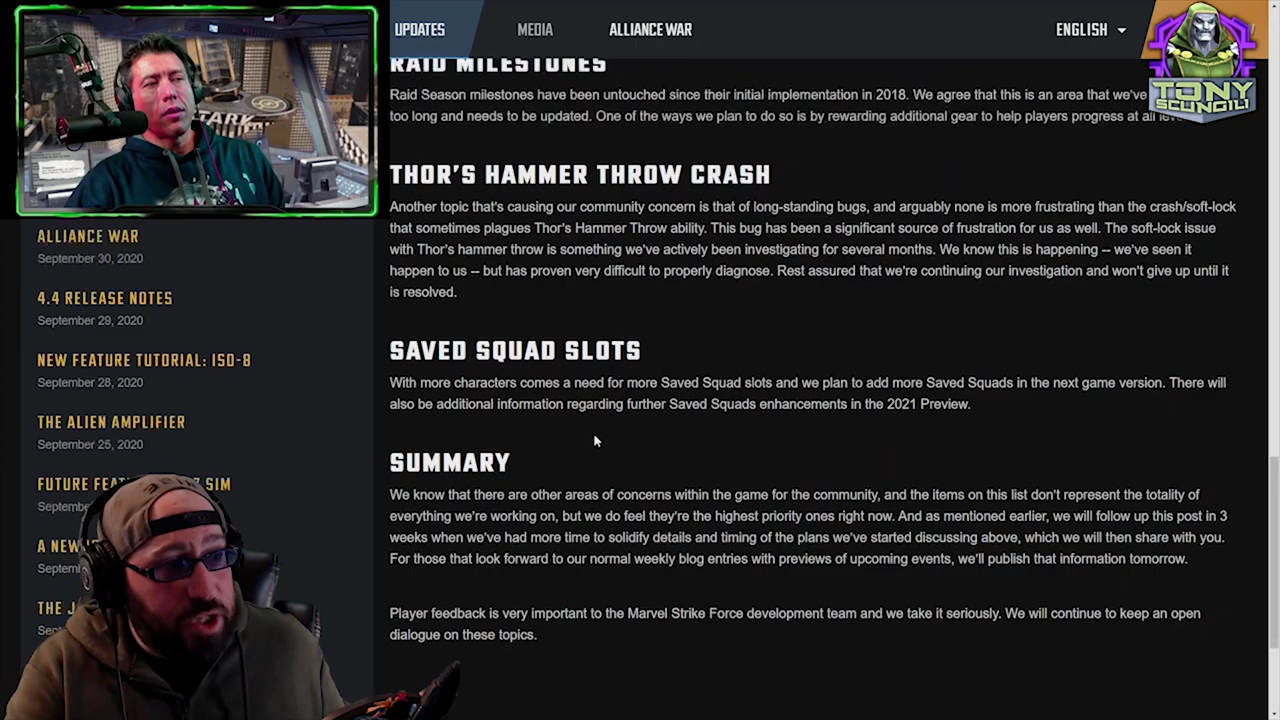 UPDATES
MEDIA
ALLIANCE WAR
ENGLISH
TONY
SCUNGILI
STARK
RAID MILESTONES
Raid Season milestones have been untouched since their initial implementation in 2018. We agree that this is an area that we've
too long and needs to be updated. One of the ways we plan to do so is by rewarding additional gear to help players progress at all
THOR'S HAMMER THROW CRASH
Another topic that's causing our community concern is that of long-standing bugs, and arguably none is more frustrating than the crash/soft-lock
that sometimes plagues Thor's Hammer Throw ability. This bug has been a significant source of frustration for us as well. The soft-lock issue
with Thor's hammer throw is something we've actively been investigating for several months. We know this is happening -- we've seen it
happen to us -- but has proven very difficult to properly diagnose. Rest assured that we're continuing our investigation and won't give up until it
is resolved.
SAVED SQUAD SLOTS
With more characters comes a need for more Saved Squad slots and we plan to add more Saved Squads in the next game version. There will
also be additional information regarding further Saved Squads enhancements in the 2021 Preview.
SUMMARY
We know that there are other areas of concerns within the game for the community, and the items on this list don't represent the totality of
everything we're working on, but we do feel they're the highest priority ones right now. And as mentioned earlier, we will follow up this post in 3
weeks when we've had more time to solidify details and timing of the plans we've started discussing above, which we will then share with you.
For those that look forward to our normal weekly blog entries with previews of upcoming events, we'll publish that information tomorrow.
Player feedback is very important to the Marvel Strike Force development team and we take it seriously. We will continue to keep an open
dialogue on these topics.
ALLIANCE WAR
September 30, 2020
4.4 RELEASE NOTES
September 29, 2020
NEW FEATURE TUTORIAL: ISO-8
September 28, 2020
THE ALIEN AMPLIFIER
September 25, 2020
SIM
THE